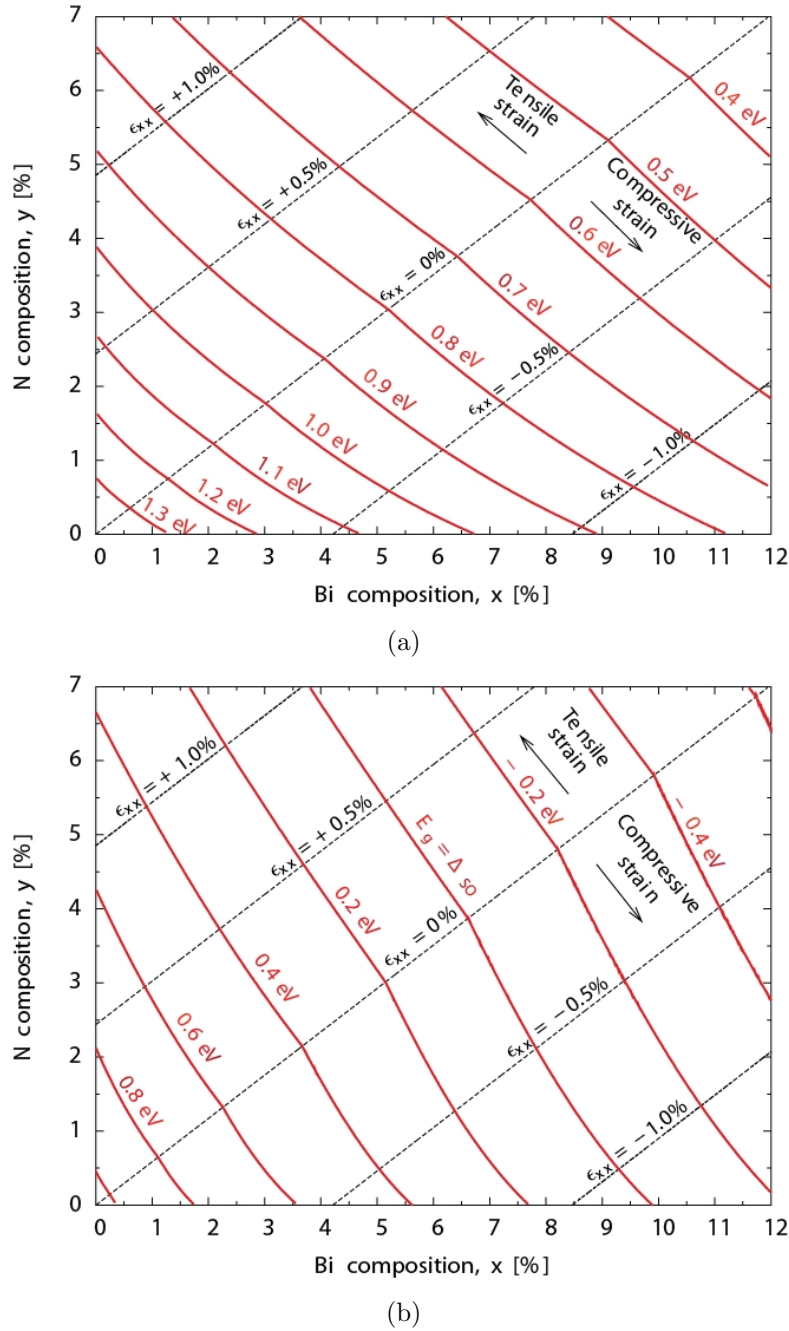 7
6
5
4
3
2
1
0
N composition, y [%]
0 1 2 3 4 5 6 7 8 9 10 11 12
Bi composition, x [%]
ϵxx = +1.0%
ϵxx = +0.5%
ϵxx = 0%
ϵxx = −0.5%
ϵxx = −1.0%
Tensile
strain
Compressive
strain
0.4 eV
0.5 eV
0.6 eV
0.7 eV
0.8 eV
0.9 eV
1.0 eV
1.1 eV
1.2 eV
1.3 eV
(a)
7
6
5
4
3
2
1
0
N composition, y [%]
0 1 2 3 4 5 6 7 8 9 10 11 12
Bi composition, x [%]
ϵxx = + 1.0%
ϵxx = + 0.5%
ϵxx = 0%
ϵxx = −0.5%
ϵxx = −1.0%
Tensile
strain
Compressive
strain
− 0.4 eV
− 0.2 eV
E g = Δ so
0.2 eV
0.4 eV
0.6 eV
0.8 eV
(b)